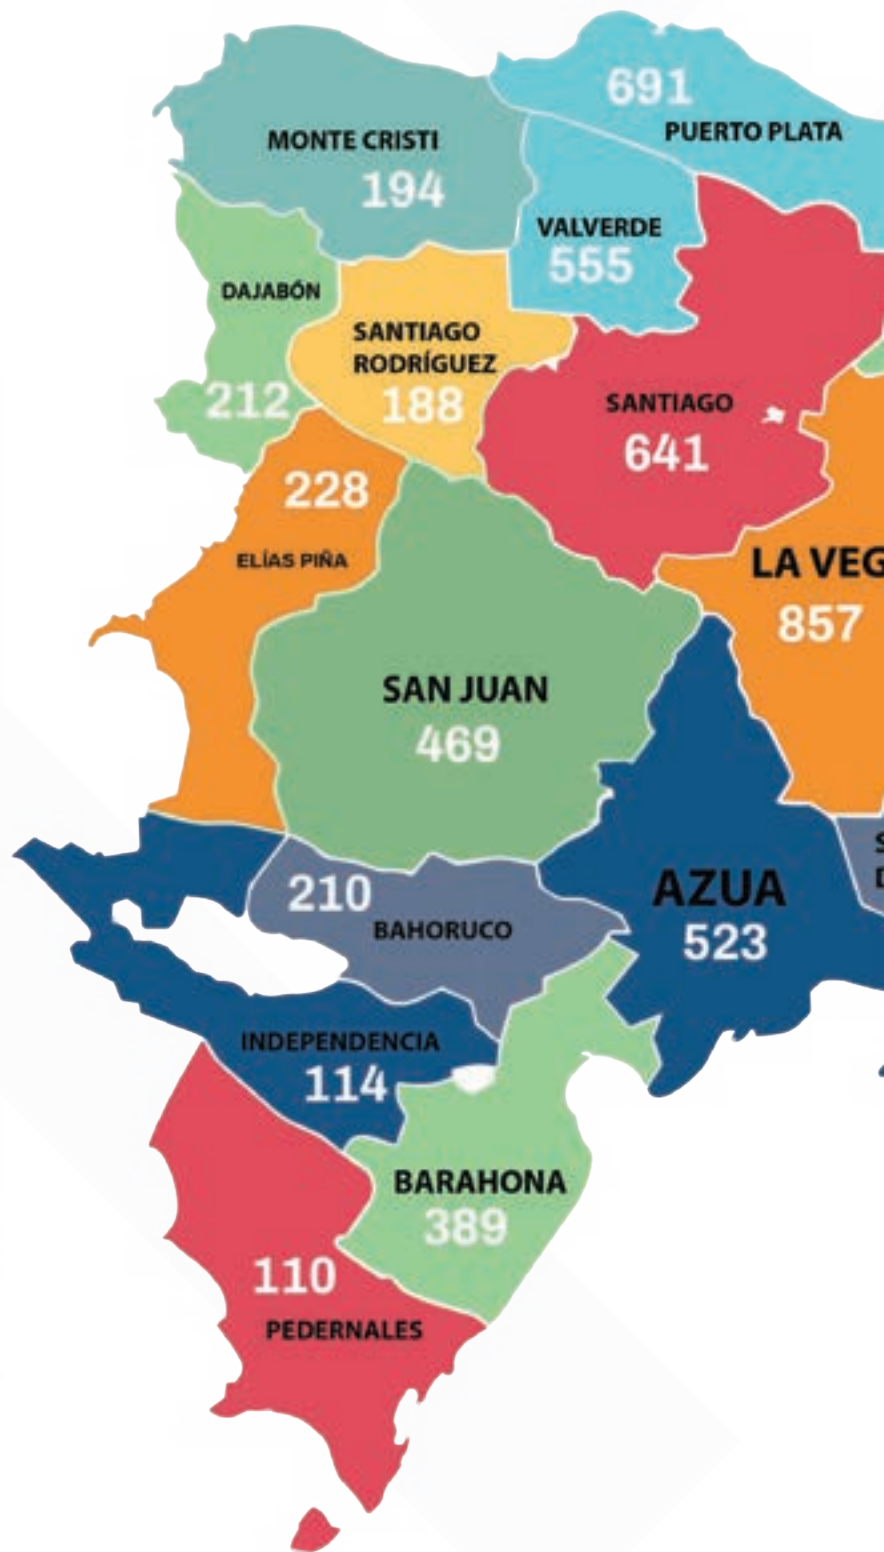 691
PUERTO PLATA
MONTE CRISTI
194
VALVERDE
555
DAJABÓN
212
SANTIAGO
RODRÍGUEZ
188
SANTIAGO
641
228
ELÍAS PIÑA
LA VEG
857
SAN JUAN
469
AZUA
523
210
BAHORUCO
INDEPENDENCIA
114
BARAHONA
389
110
PEDERNALES